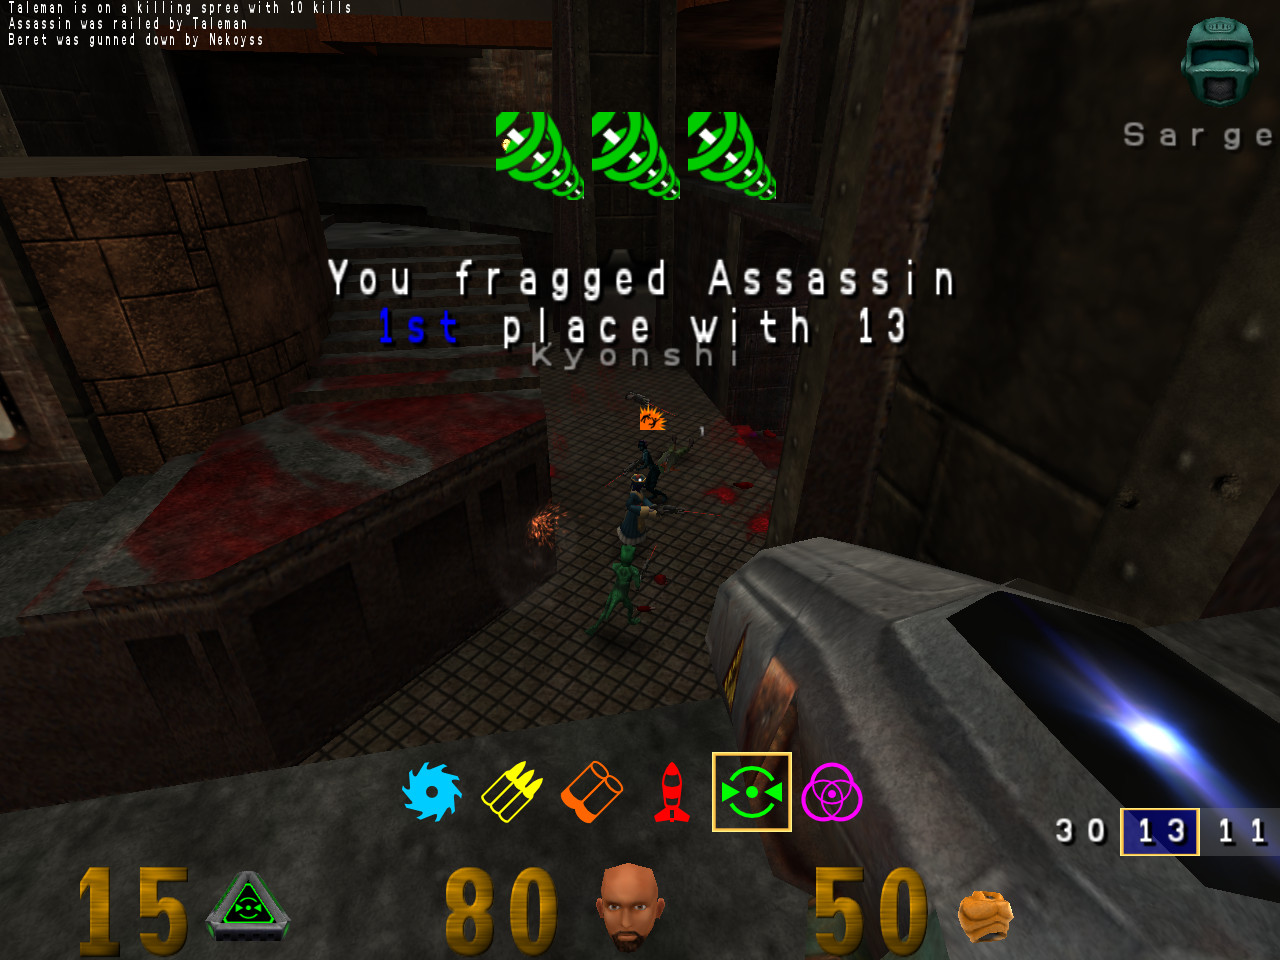 Taleman is on a killing spree with 10 kills
Assassin was railed by Taleman
Beret was gunned down by Nekoyss
Sarge
You fragged Assassin
1st place with 13
Kyonshi
30 13 11
15 80 50